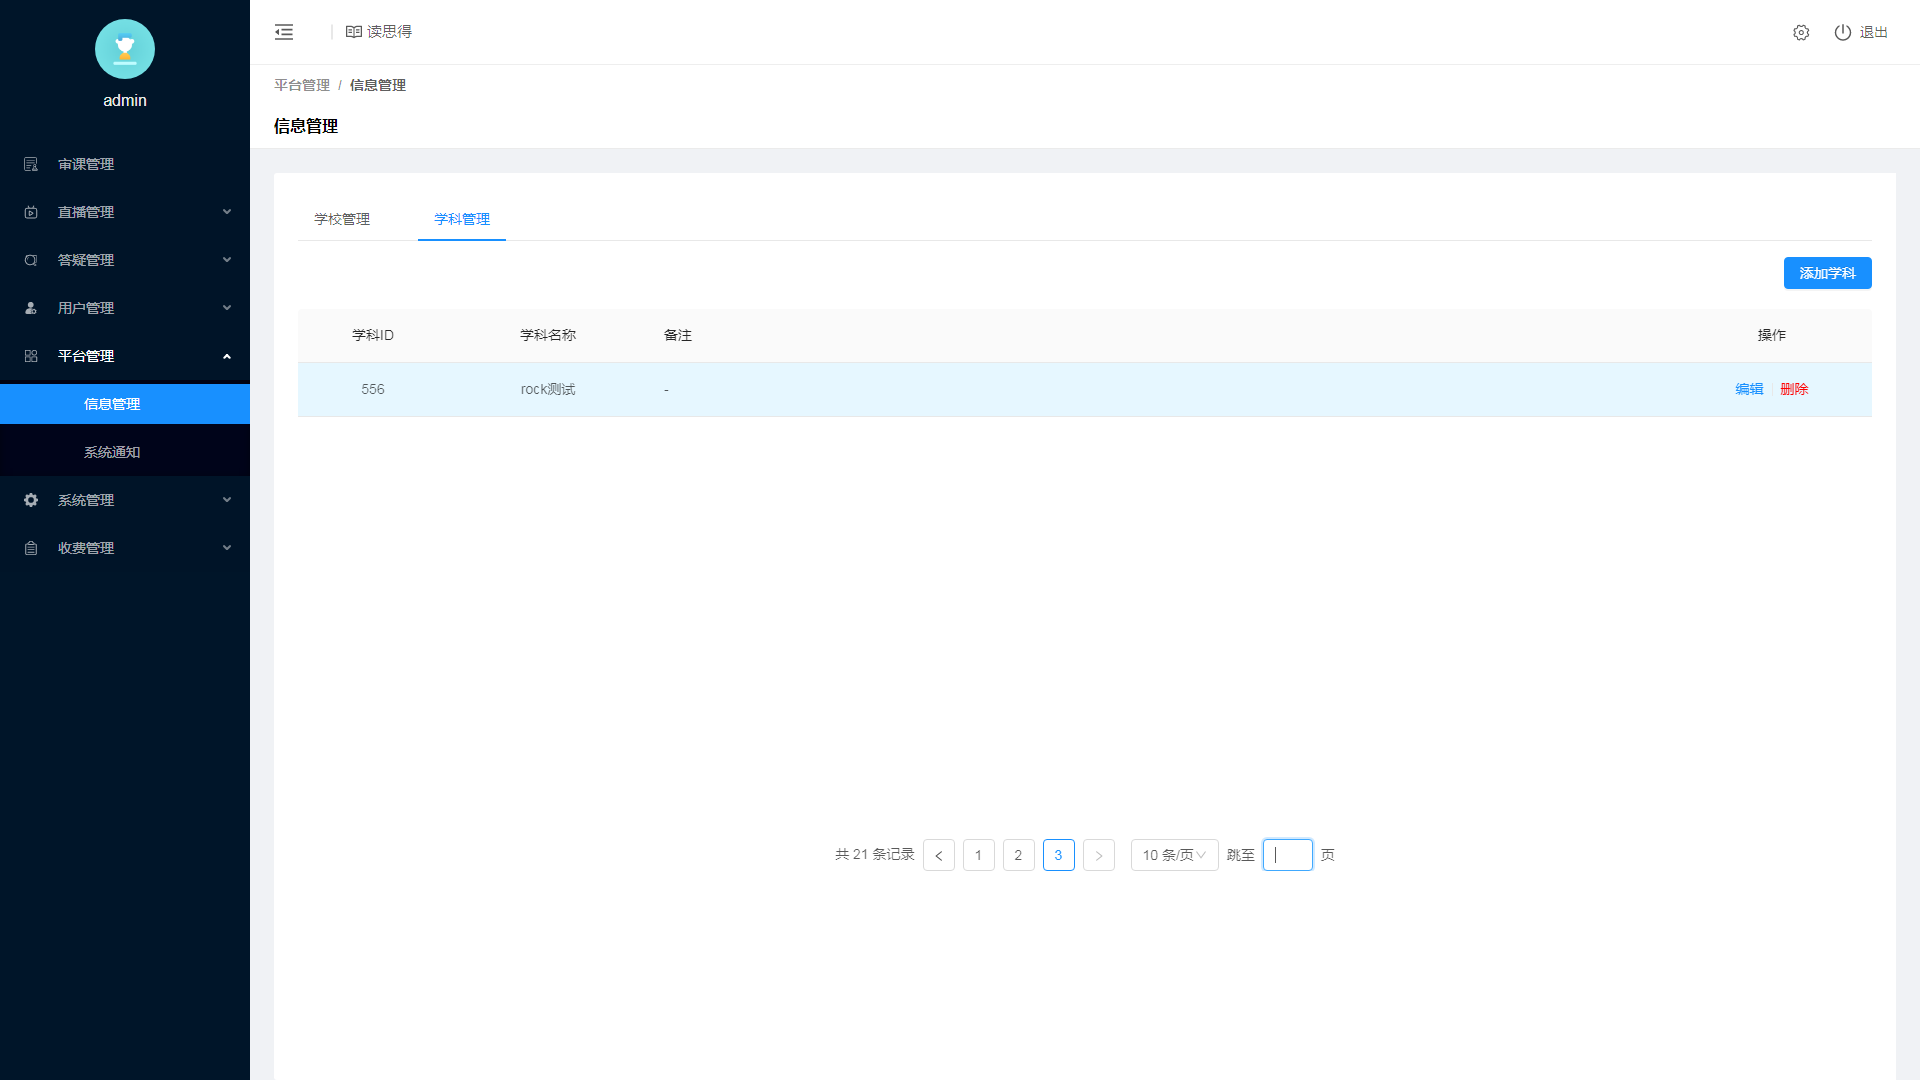 admin
审课管理
直播管理
答疑管理
用户管理
平台管理
信息管理
系统通知
系统管理
收费管理
读思得
退出
平台管理 / 信息管理
信息管理
学校管理 学科管理
添加学科
学科ID 学科名称 备注 操作
556 rock测试 - 编辑 删除
共 21 条记录 < 1 2 3 > 10 条/页 跳至 页